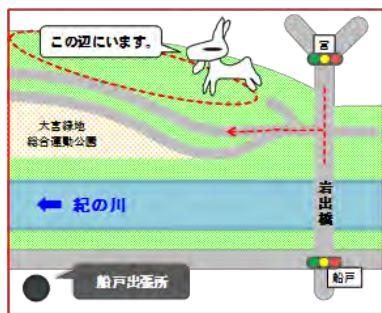 この辺にいます。
宮
大宮緑地
総合運動公園
岩出橋
← 紀の川
船戸出張所
船戸